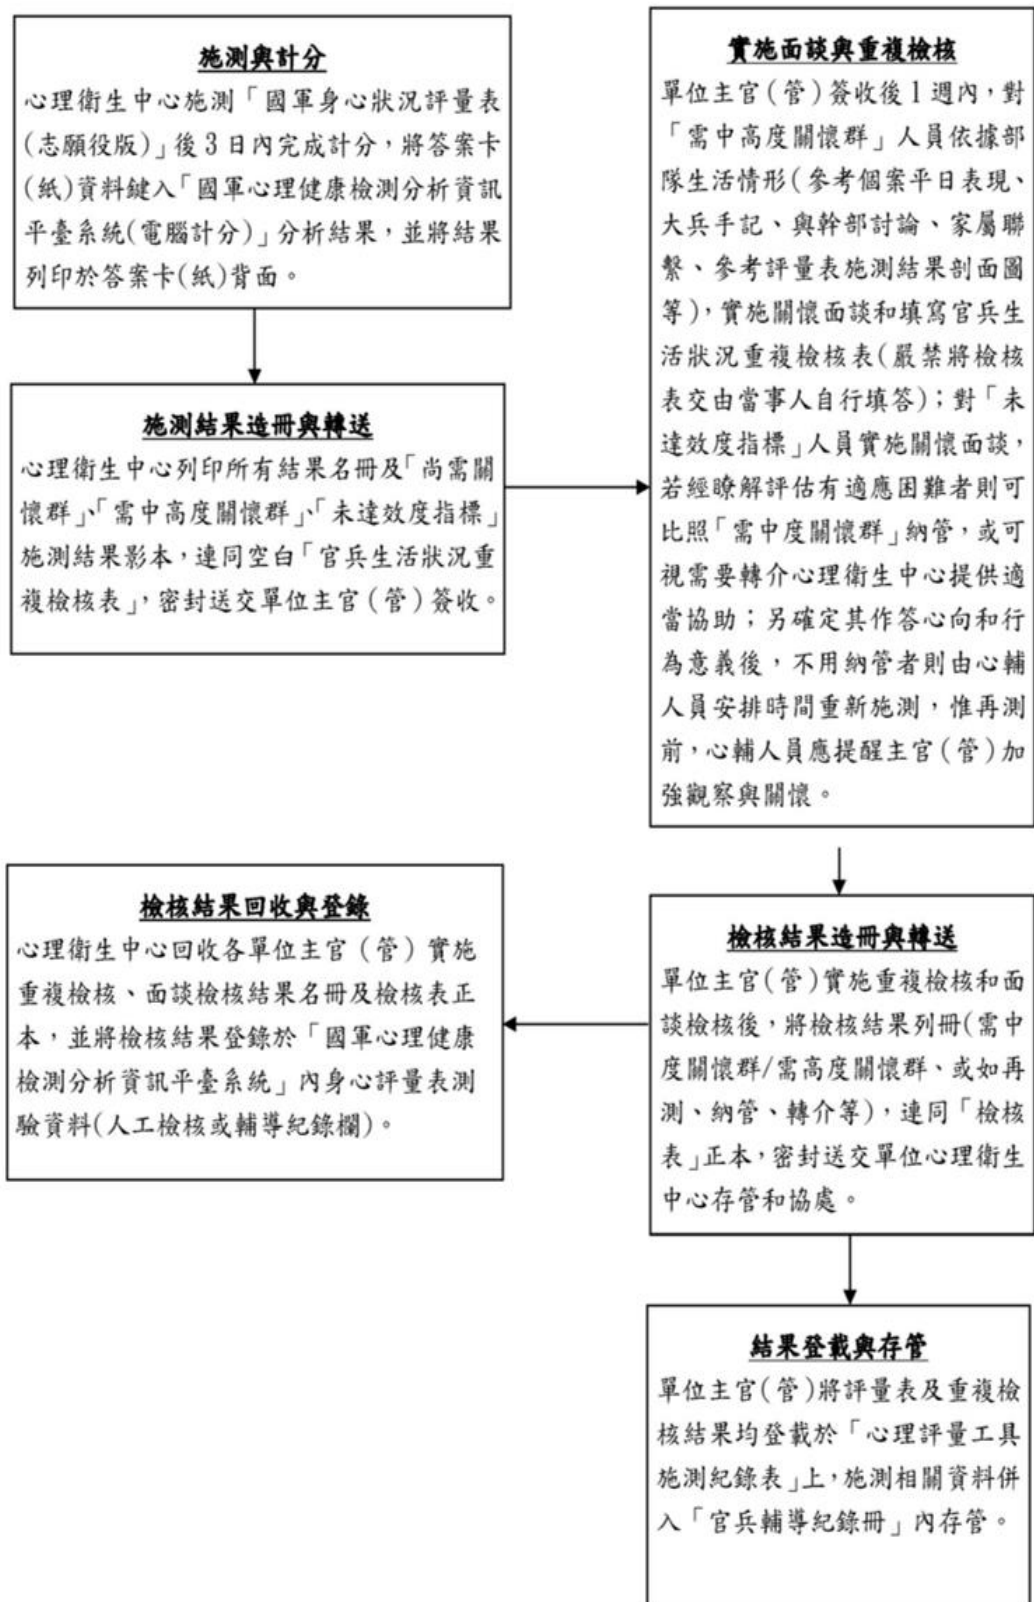 施測與計分
心理衛生中心施測「國軍身心狀況評量表
(志願役版)」後3日內完成計分，將答案卡
(紙)資料鍵入「國軍心理健康檢測分析資訊
平臺系統(電腦計分)」分析結果，並將結果
列印於答案卡(紙)背面。
施測結果造冊與轉送
心理衛生中心列印所有結果名冊及「尚需關
懷群」、「需中高度關懷群」、「未達效度指標」
施測結果影本，連同空白「官兵生活狀況重
複檢核表」，密封送交單位主官(管)簽收。
實施面談與重複檢核
單位主官(管)簽收後1週內，對
「需中高度關懷群」人員依據部
隊生活情形(參考個案平日表現、
大兵手記、與幹部討論、家屬聯
繫、參考評量表施測結果剖面圖
等)，實施關懷面談和填寫官兵生
活狀況重複檢核表(嚴禁將檢核
表交由當事人自行填答)；對「未
達效度指標」人員實施關懷面談，
若經瞭解評估有適應困難者則可
比照「需中度關懷群」納管，或可
視需要轉介心理衛生中心提供適
當協助；另確定其作答心向和行
為意義後，不用納管者則由心輔
人員安排時間重新施測，惟再測
前，心輔人員應提醒主官(管)加
強觀察與關懷。
檢核結果造冊與轉送
單位主官(管)實施重複檢核和面
談檢核後，將檢核結果列冊(需中
度關懷群/需高度關懷群、或如再
測、納管、轉介等)，連同「檢核
表」正本，密封送交單位心理衛生
中心存管和協處。
檢核結果回收與登錄
心理衛生中心回收各單位主官(管)實施
重複檢核、面談檢核結果名冊及檢核表正
本，並將檢核結果登錄於「國軍心理健康
檢測分析資訊平臺系統」內身心評量表測
驗資料(人工檢核或輔導紀錄欄)。
結果登載與存管
單位主官(管)將評量表及重複檢
核結果均登載於「心理評量工具
施測紀錄表」上，施測相關資料併
入「官兵輔導紀錄冊」內存管。